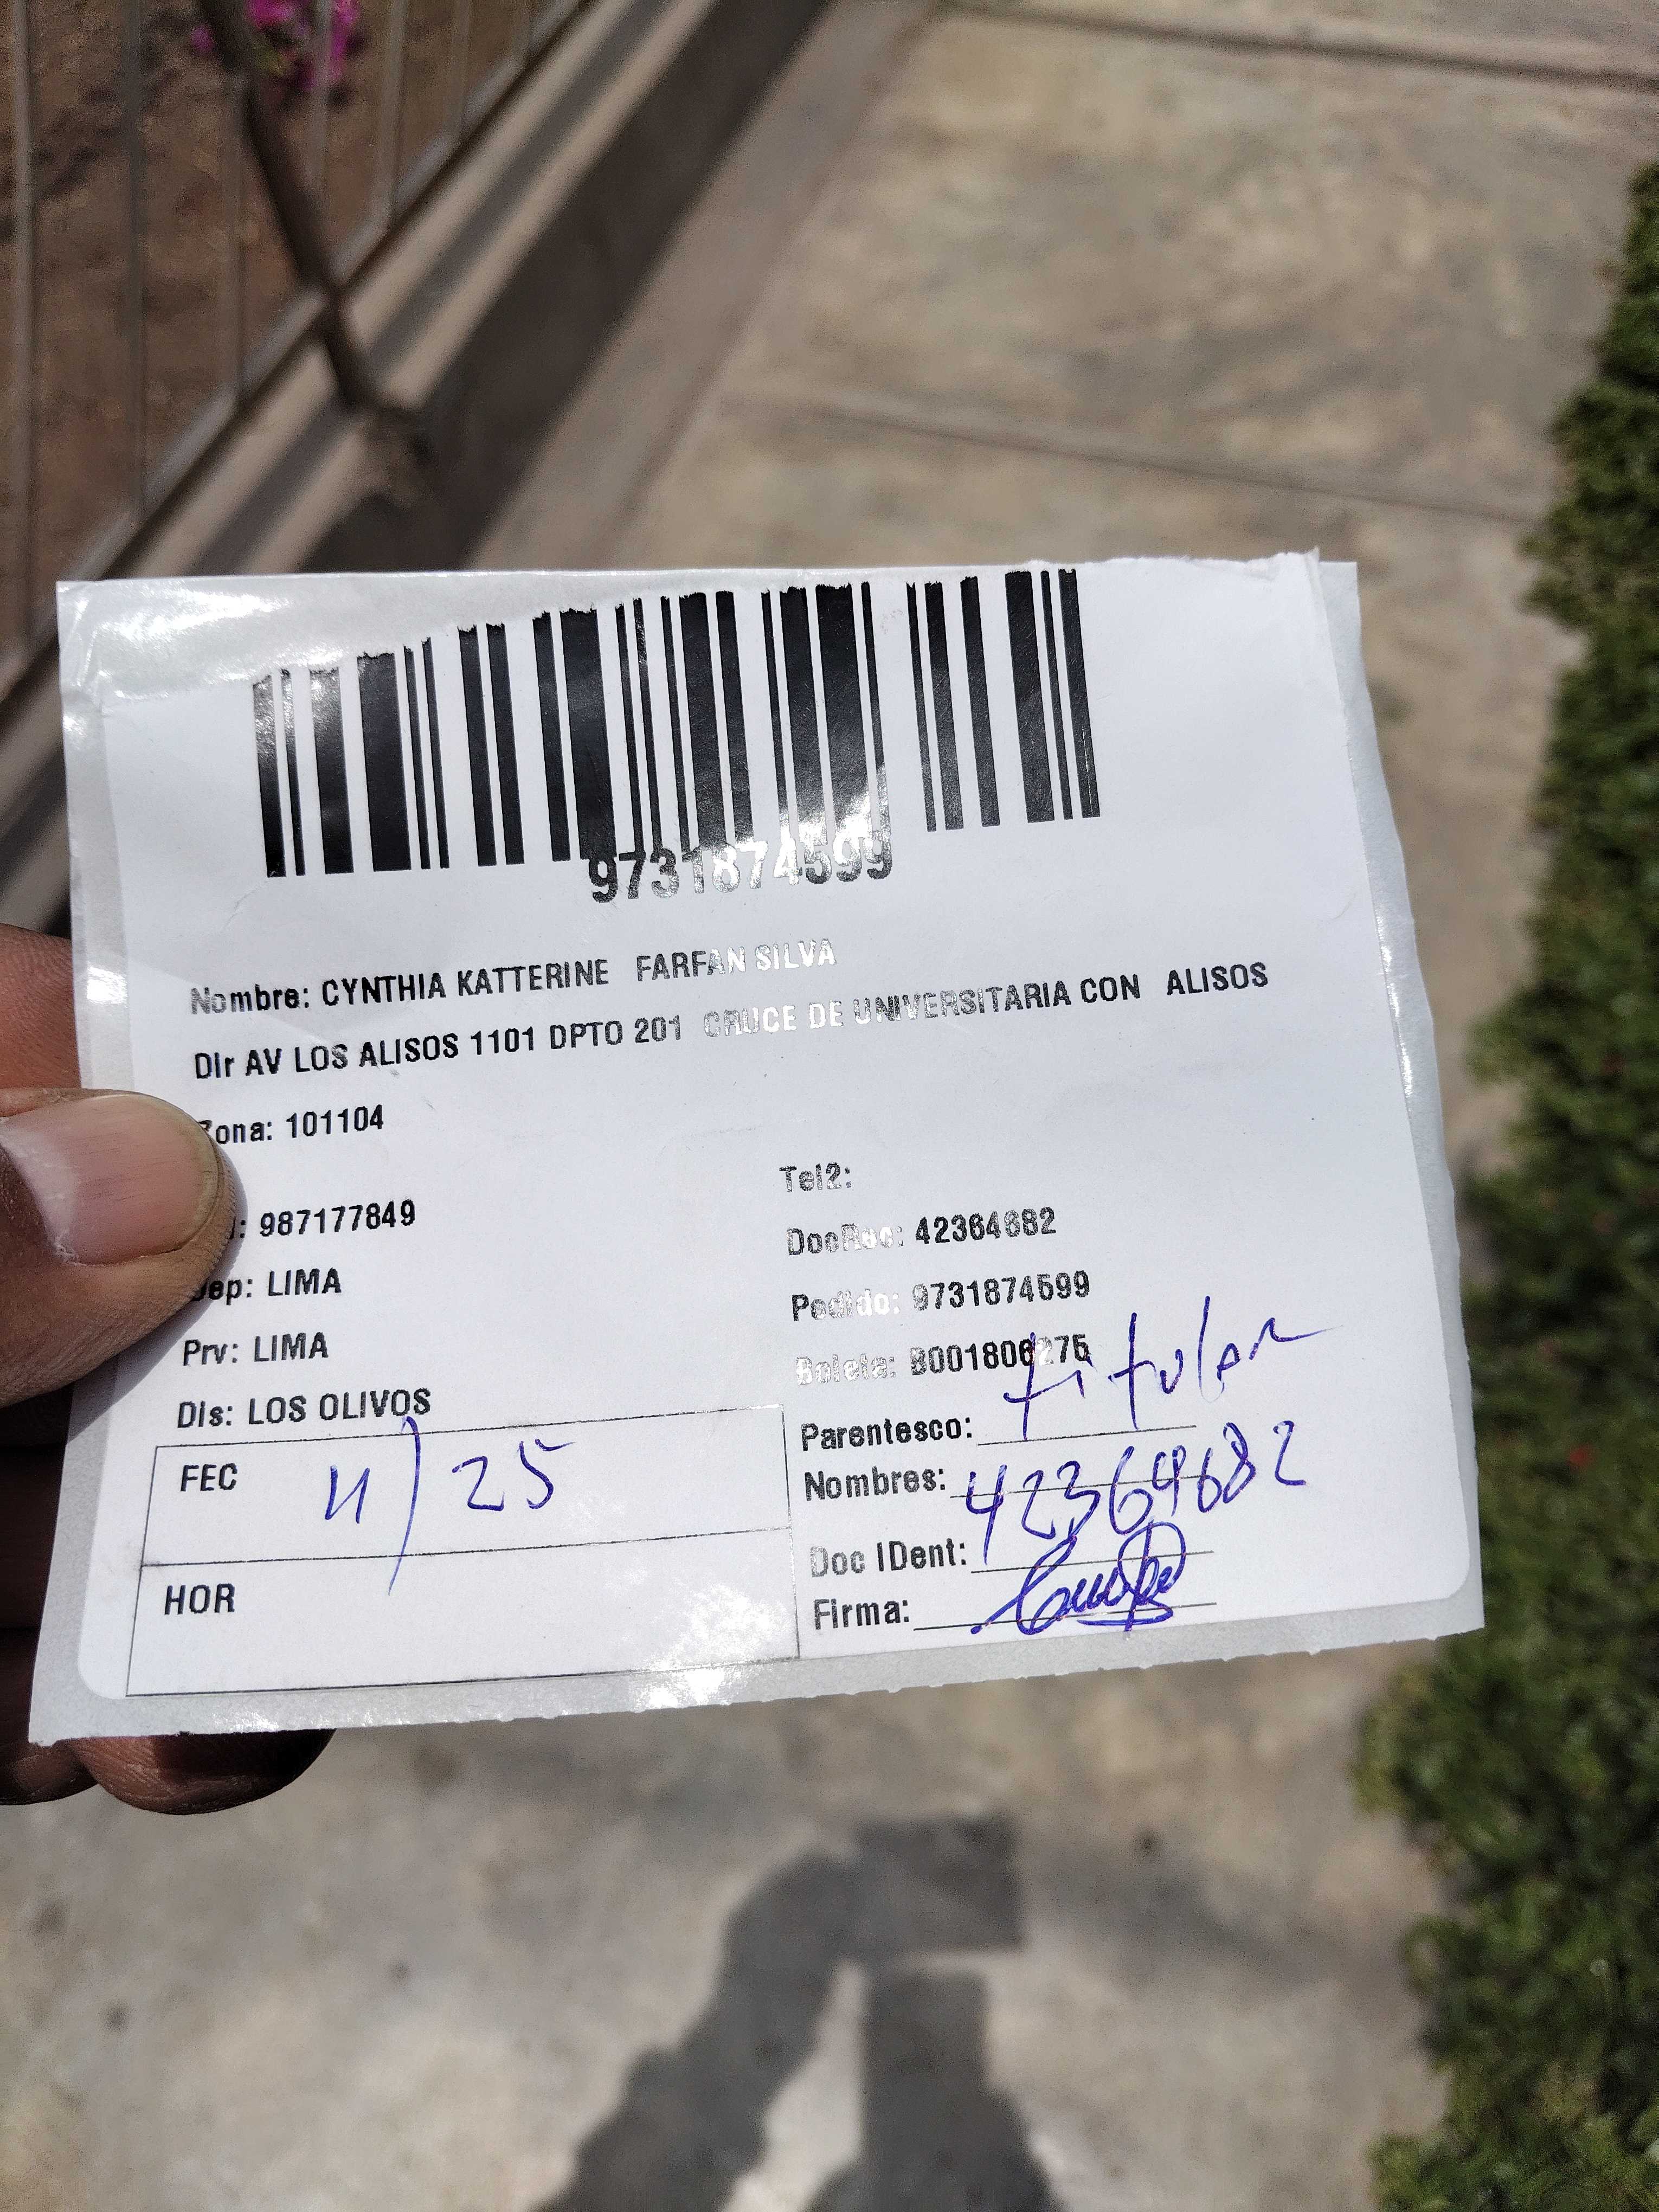 9731874599
Nombre: CYNTHIA KATTERINE FARFAN SILVA
Dir AV LOS ALISOS 1101 DPTO 201 CRUCE DE UNIVERSITARIA CON ALISOS
Zona: 101104
Tel2:
987177849
DocRec: 42364682
Dep: LIMA
Pedido: 9731874599
Prv: LIMA
Boleta: B001806275
Dis: LOS OLIVOS
Parentesco: titular
FEC 11/25
Nombres: 42364682
Doc IDent:
HOR
Firma: